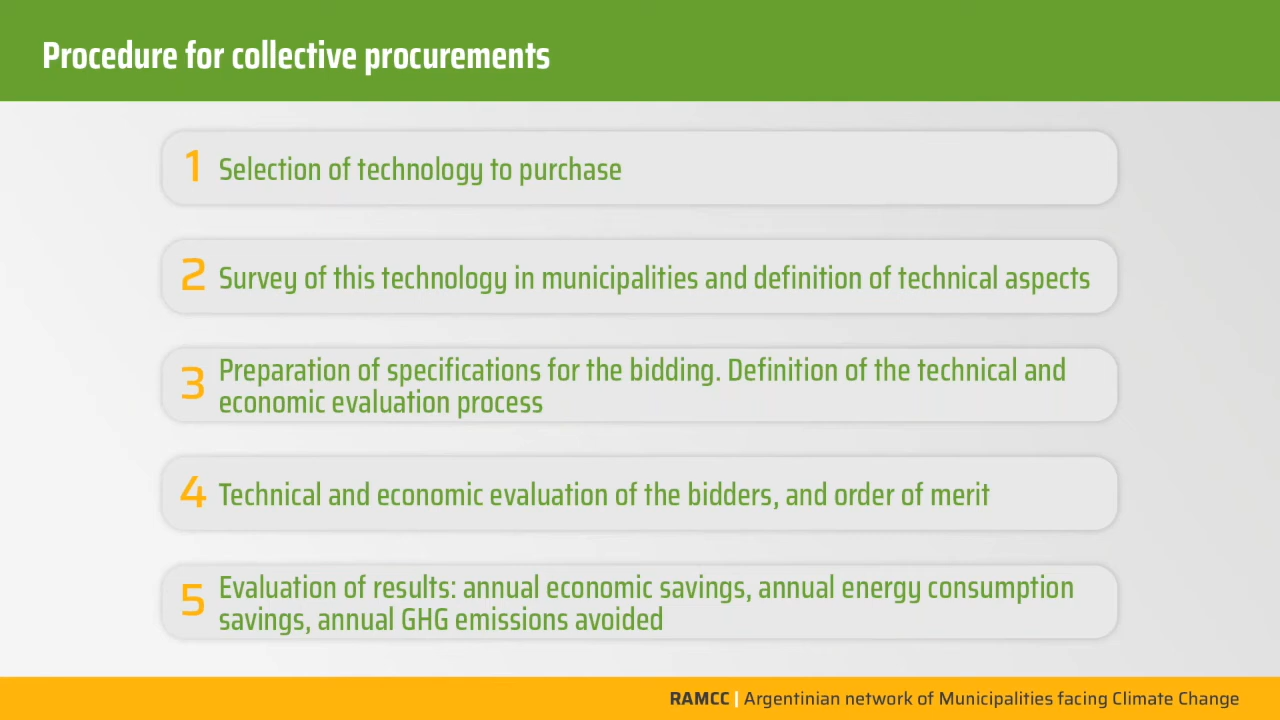 Procedure for collective procurements
1 Selection of technology to purchase
2 Survey of this technology in municipalities and definition of technical aspects
3 Preparation of specifications for the bidding. Definition of the technical and
economic evaluation process
4 Technical and economic evaluation of the bidders, and order of merit
5 Evaluation of results: annual economic savings, annual energy consumption
savings, annual GHG emissions avoided
RAMCC | Argentinian network of Municipalities facing Climate Change